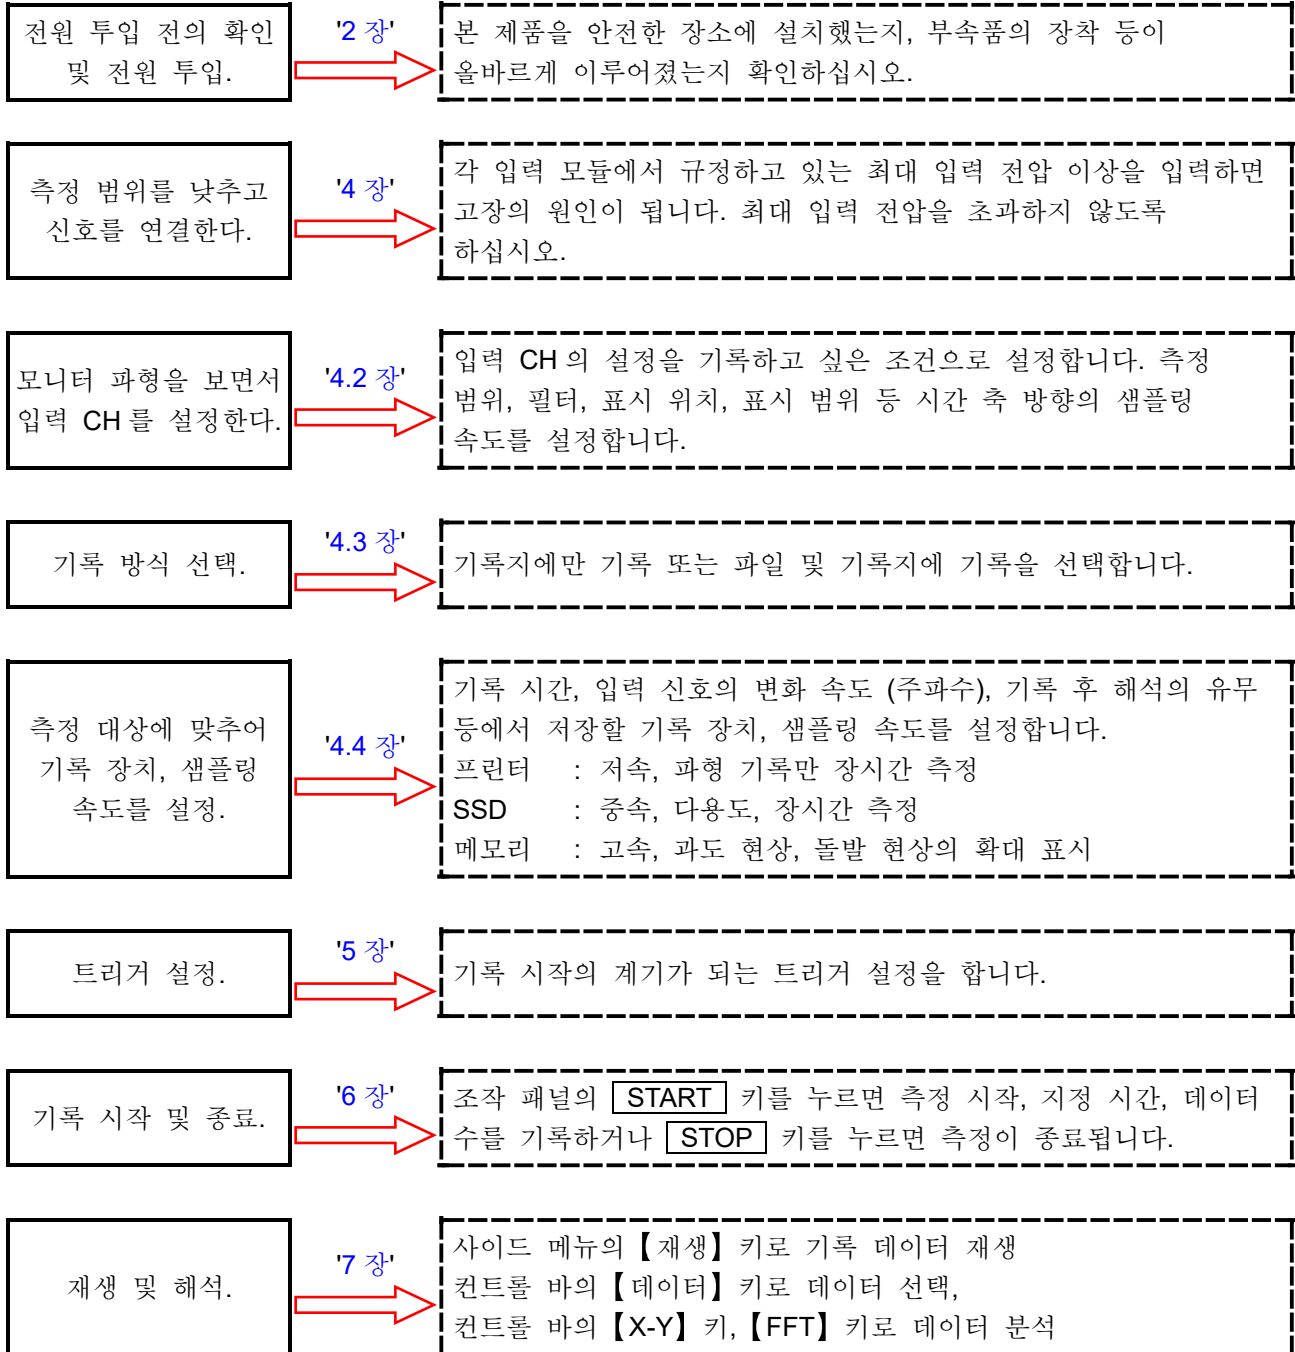 전원 투입 전의 확인
및 전원 투입.
'2 장'
본 제품을 안전한 장소에 설치했는지, 부속품의 장착 등이
올바르게 이루어졌는지 확인하십시오.
측정 범위를 낮추고
신호를 연결한다.
'4 장'
각 입력 모듈에서 규정하고 있는 최대 입력 전압 이상을 입력하면
고장의 원인이 됩니다. 최대 입력 전압을 초과하지 않도록
하십시오.
모니터 파형을 보면서
입력 CH 를 설정한다.
'4.2 장'
입력 CH 의 설정을 기록하고 싶은 조건으로 설정합니다. 측정
범위, 필터, 표시 위치, 표시 범위 등 시간 축 방향의 샘플링
속도를 설정합니다.
기록 방식 선택.
'4.3 장'
기록지에만 기록 또는 파일 및 기록지에 기록을 선택합니다.
측정 대상에 맞추어
기록 장치, 샘플링
속도를 설정.
'4.4 장'
기록 시간, 입력 신호의 변화 속도 (주파수), 기록 후 해석의 유무
등에서 저장할 기록 장치, 샘플링 속도를 설정합니다.
프린터 : 저속, 파형 기록만 장시간 측정
SSD : 중속, 다용도, 장시간 측정
메모리 : 고속, 과도 현상, 돌발 현상의 확대 표시
트리거 설정.
'5 장'
기록 시작의 계기가 되는 트리거 설정을 합니다.
기록 시작 및 종료.
'6 장'
조작 패널의 START 키를 누르면 측정 시작, 지정 시간, 데이터
수를 기록하거나 STOP 키를 누르면 측정이 종료됩니다.
재생 및 해석.
'7 장'
사이드 메뉴의【재생】키로 기록 데이터 재생
컨트롤 바의【데이터】키로 데이터 선택,
컨트롤 바의【X-Y】키,【FFT】키로 데이터 분석